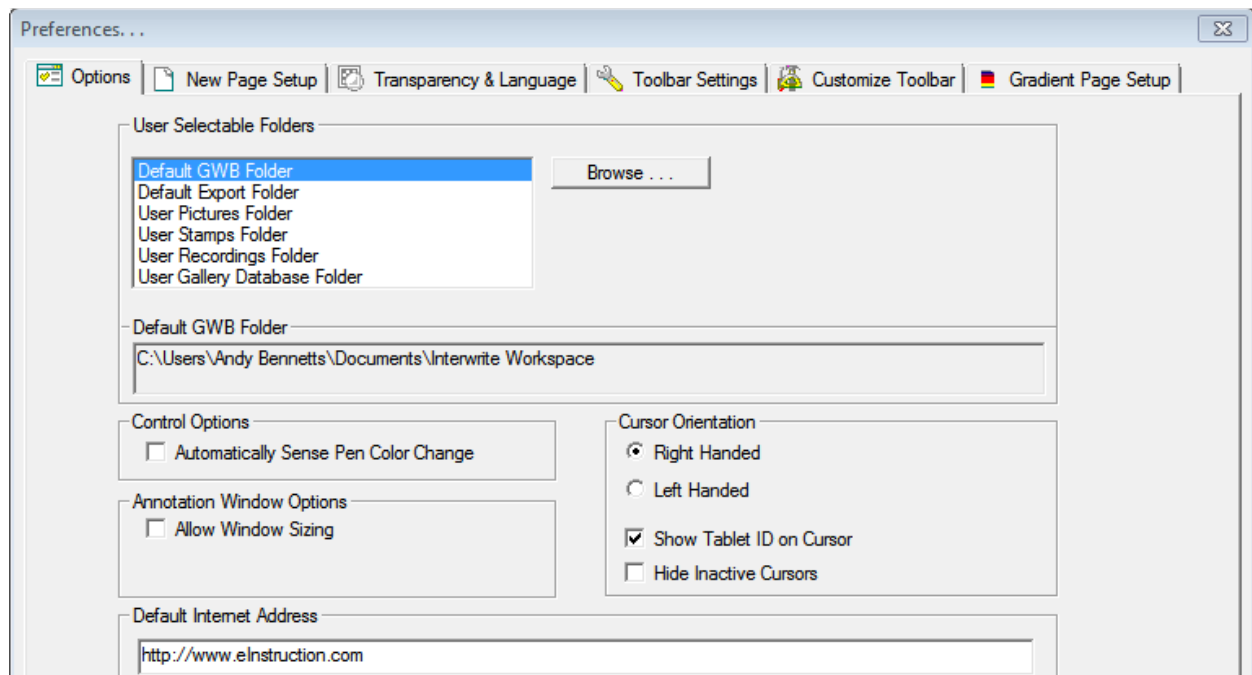 Preferences. . .
Options New Page Setup Transparency & Language Toolbar Settings Customize Toolbar Gradient Page Setup
User Selectable Folders
Default GWB Folder
Browse . . .
Default Export Folder
User Pictures Folder
User Stamps Folder
User Recordings Folder
User Gallery Database Folder
Default GWB Folder
C:\Users\Andy Bennetts\Documents\Interwrite Workspace
Control Options
Automatically Sense Pen Color Change
Annotation Window Options
Allow Window Sizing
Cursor Orientation
Right Handed
Left Handed
Show Tablet ID on Cursor
Hide Inactive Cursors
Default Internet Address
http://www.eInstruction.com